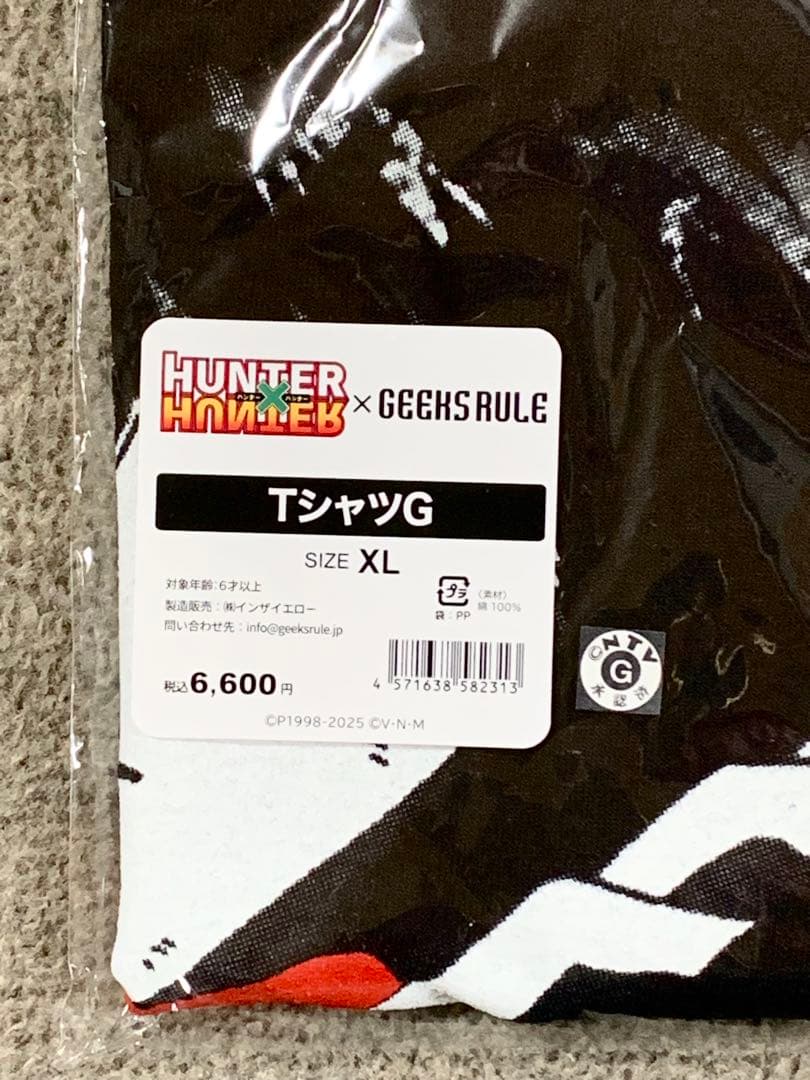 HUNTER
ハンター×ハンター
HUNTER
× GEEKS RULE
TシャツG
SIZE XL
対象年齢:6才以上
製造販売:㈱インザイエロー
問い合わせ先:info@geeksrule.jp
プラ
袋:PP
〈素材〉
綿100%
税込6,600円
4 571638 582313
©P1998-2025 ©V・N・M
©NTV
G
承認済